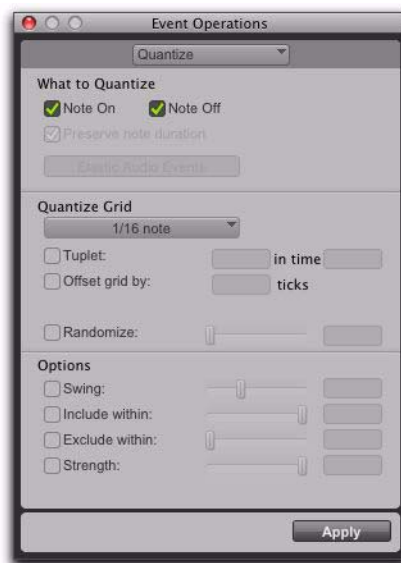 Event Operations
Quantize
What to Quantize
Note On Note Off
Preserve note duration
Elastic Audio Events
Quantize Grid
1/16 note
Tuplet: in time
Offset grid by: ticks
Randomize:
Options
Swing:
Include within:
Exclude within:
Strength:
Apply